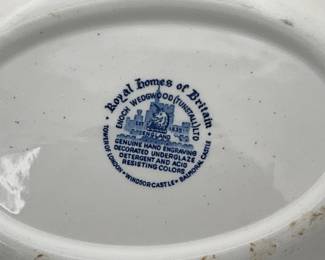 • Royal Homes of Britain •
ENOCH WEDGWOOD (TUNSTALL) LTD
ENGLAND
GENUINE HAND ENGRAVING
DECORATED UNDERGLAZE
DETERGENT AND ACID
RESISTING COLORS
TOWER OF LONDON • WINDSOR CASTLE • BALMORAL CASTLE